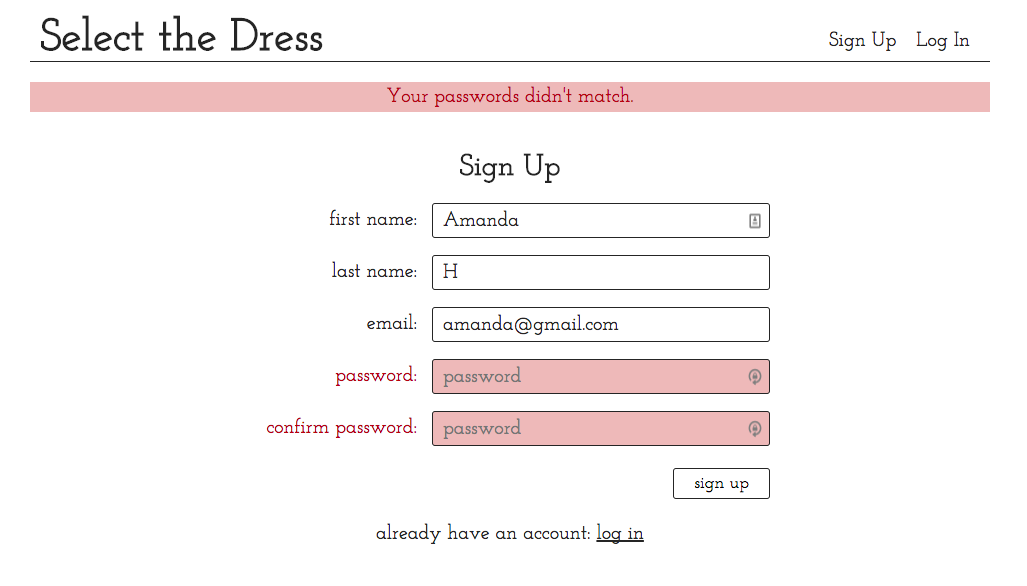 Select the Dress
Sign Up Log In
Your passwords didn't match.
Sign Up
first name: Amanda
last name: H
email: amanda@gmail.com
password: password
confirm password: password
sign up
already have an account: log in